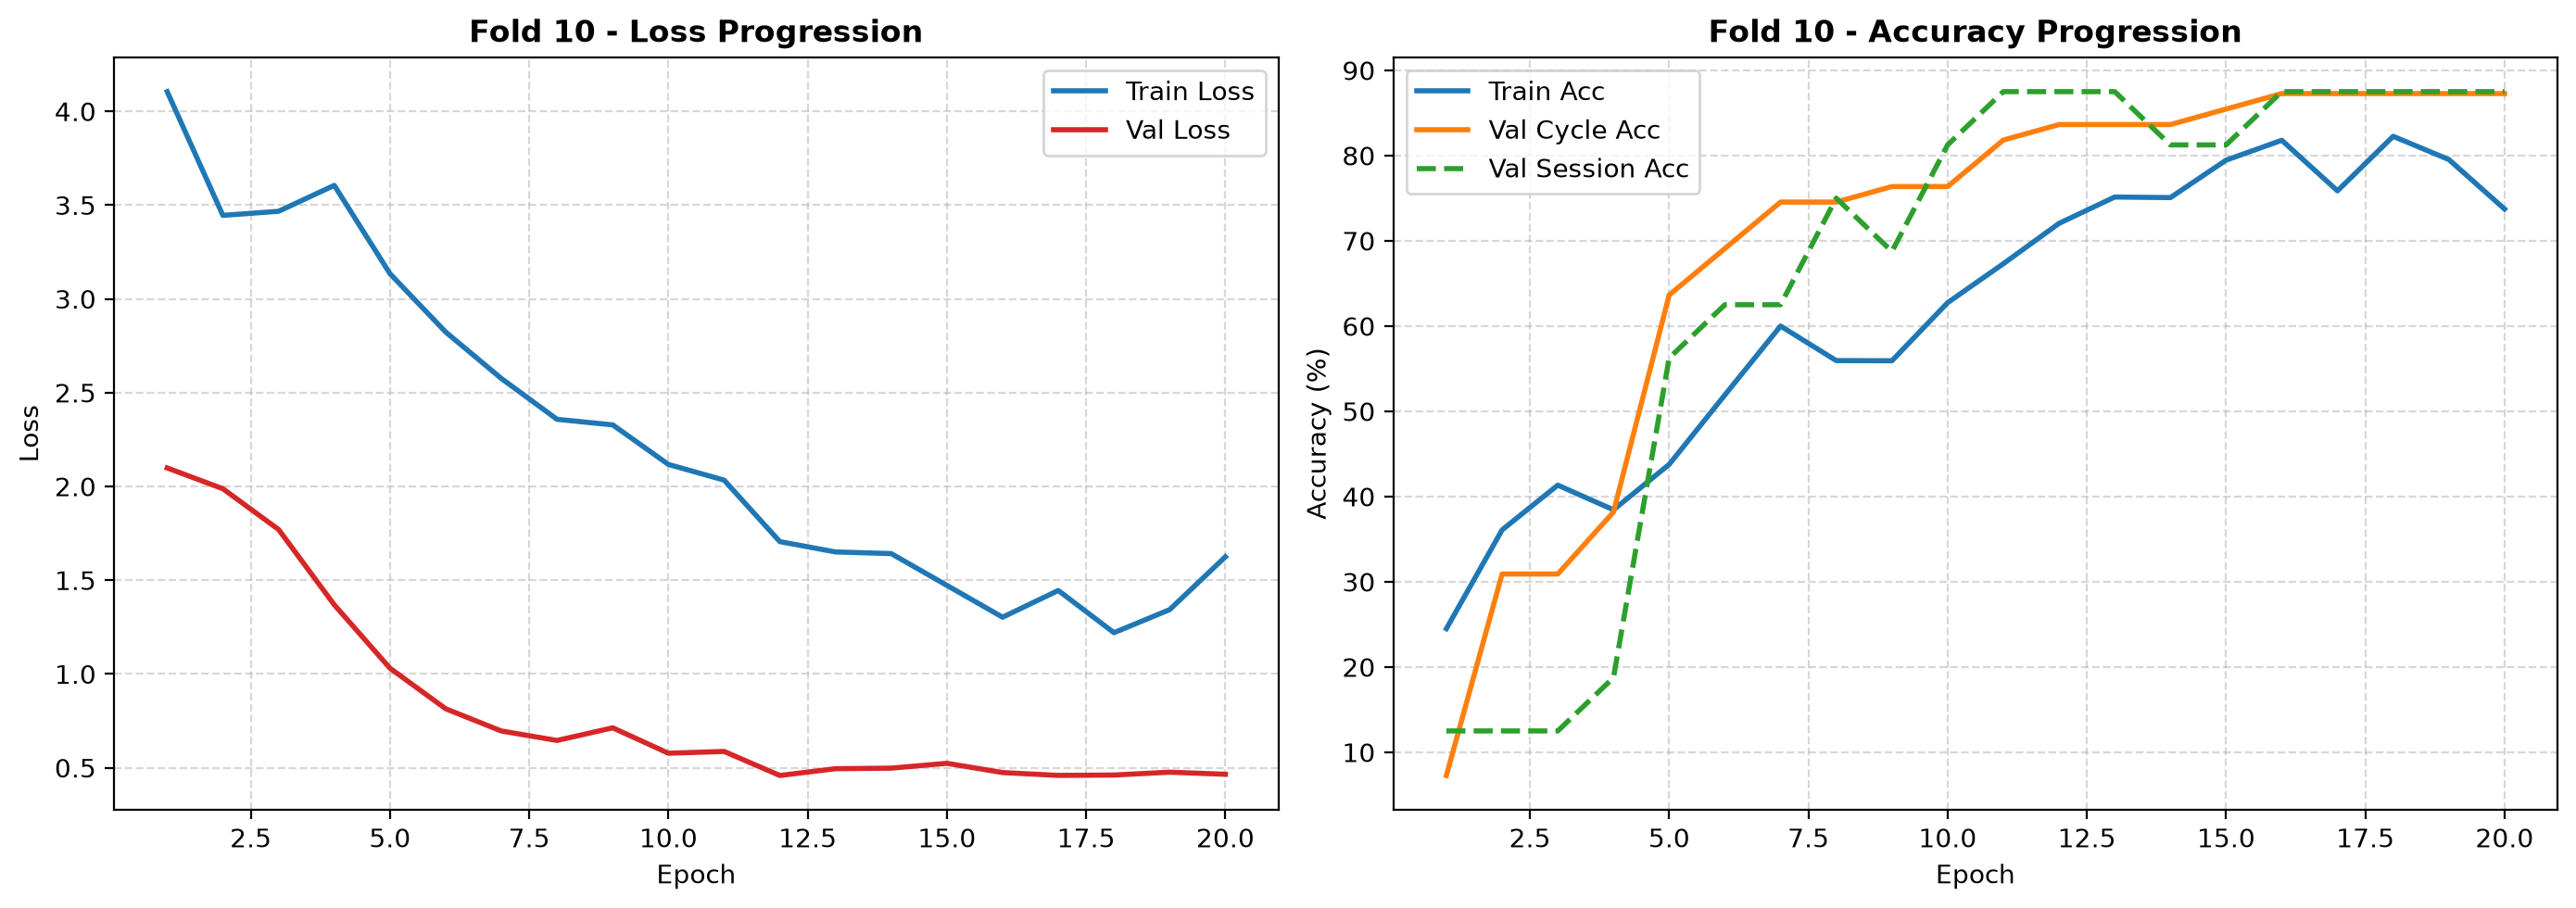 Fold 10 - Loss Progression
Train Loss
Val Loss
4.0
3.5
3.0
2.5
2.0
1.5
1.0
0.5
Loss
2.5 5.0 7.5 10.0 12.5 15.0 17.5 20.0
Epoch
Fold 10 - Accuracy Progression
Train Acc
Val Cycle Acc
Val Session Acc
90
80
70
60
50
40
30
20
10
Accuracy (%)
2.5 5.0 7.5 10.0 12.5 15.0 17.5 20.0
Epoch